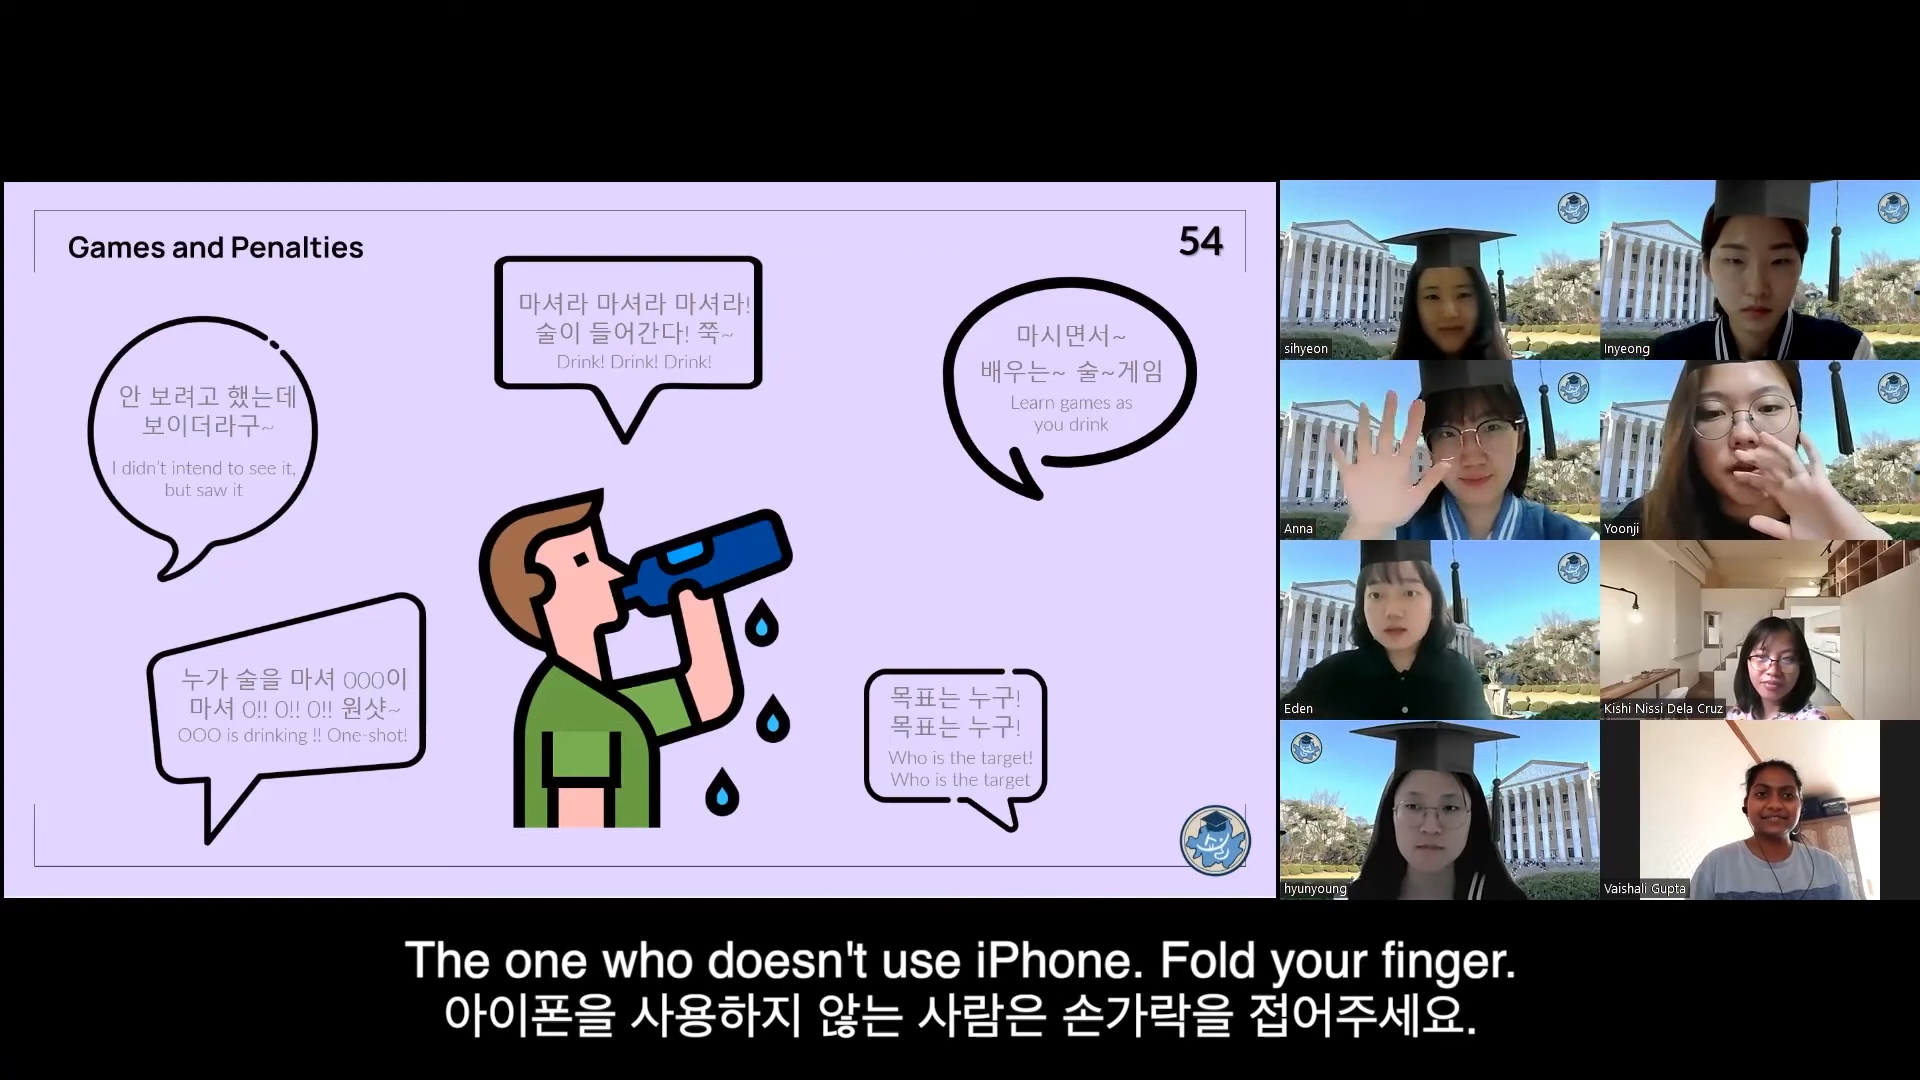 Games and Penalties
54
안 보려고 했는데
보이더라구~
I didn't intend to see it,
but saw it
마셔라 마셔라 마셔라!
술이 들어간다! 쭉~
Drink! Drink! Drink!
마시면서~
배우는~ 술~게임
Learn games as
you drink
누가 술을 마셔 OOO이
마셔 O!! O!! O!! 원샷~
OOO is drinking !! One-shot!
목표는 누구!
목표는 누구!
Who is the target!
Who is the target
sihyeon
Inyeong
Anna
Yoonji
Eden
Kishi Nissi Dela Cruz
hyunyoung
Vaishali Gupta
The one who doesn't use iPhone. Fold your finger.
아이폰을 사용하지 않는 사람은 손가락을 접어주세요.